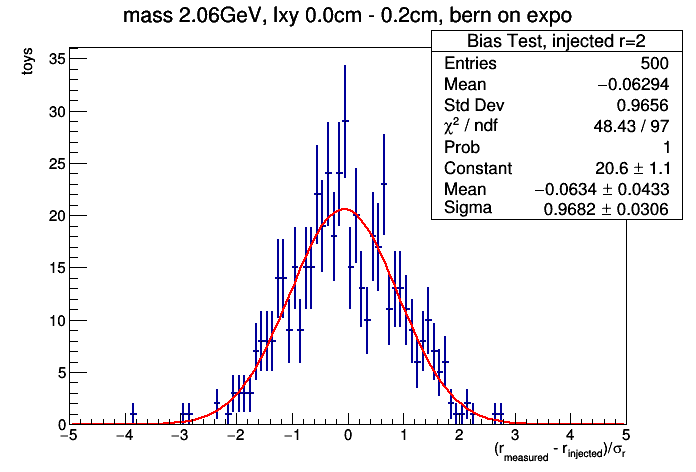 mass 2.06GeV, lxy 0.0cm - 0.2cm, bern on expo
toys
Bias Test, injected r=2
Entries 500
Mean −0.06294
Std Dev 0.9656
χ² / ndf 48.43 / 97
Prob 1
Constant 20.6 ± 1.1
Mean −0.0634 ± 0.0433
Sigma 0.9682 ± 0.0306
35
30
25
20
15
10
5
0
−5 −4 −3 −2 −1 0 1 2 3 4 5
(r_measured - r_injected)/σ_r